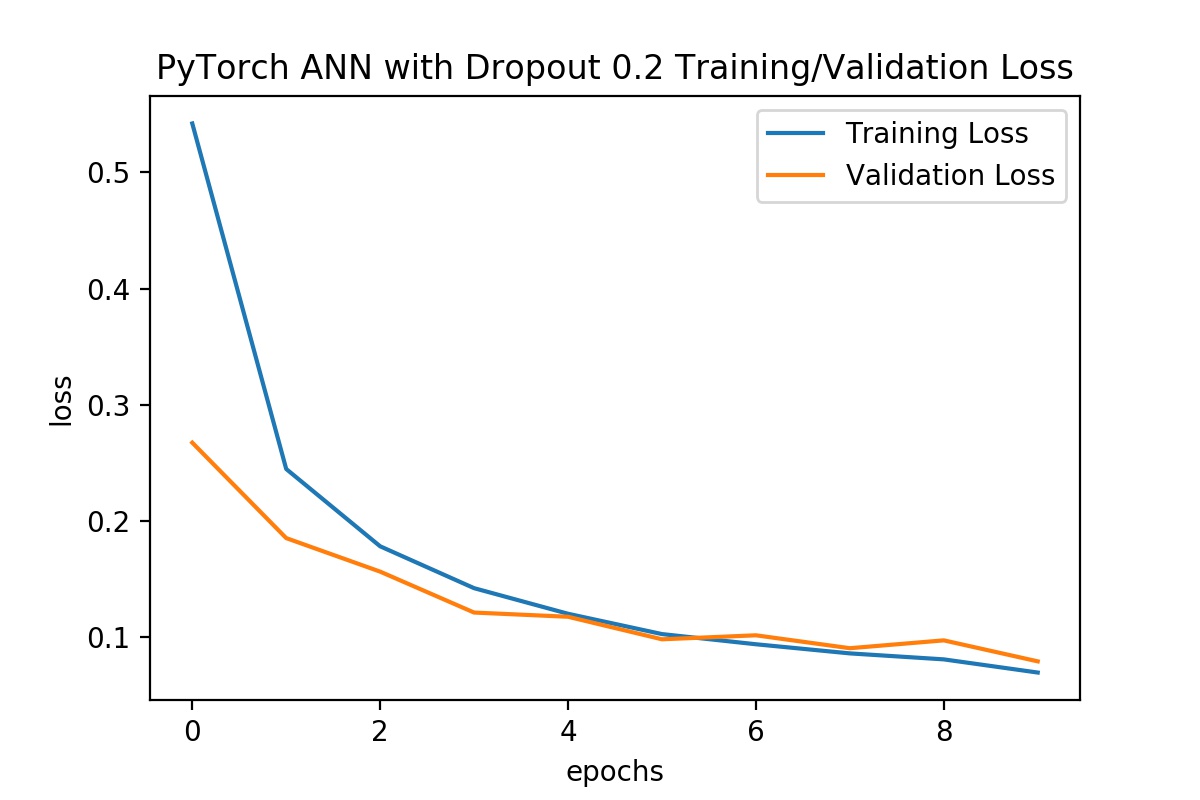 PyTorch ANN with Dropout 0.2 Training/Validation Loss
Training Loss
Validation Loss
loss
0.5
0.4
0.3
0.2
0.1
0 2 4 6 8
epochs